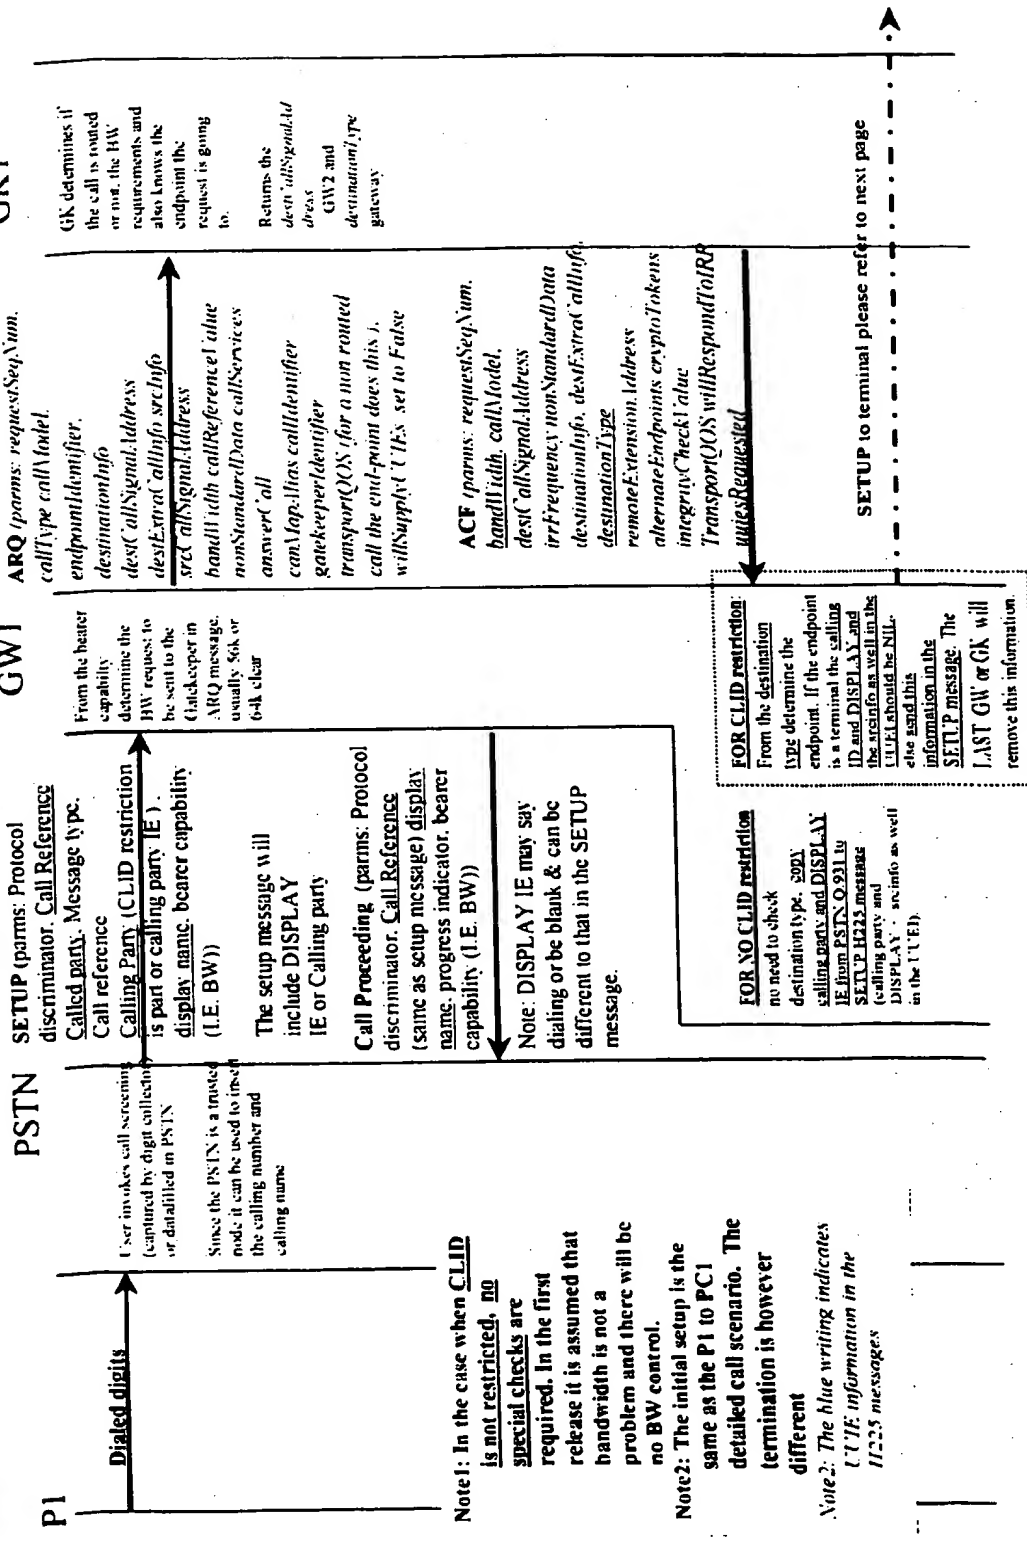 P1
PSTN
GW1
GK1
Dialed digits
Note1: In the case when CLID
is not restricted, no
special checks are
required. In the first
release it is assumed that
bandwidth is not a
problem and there will be
no BW control.
Note2: The initial setup is the
same as the P1 to PC1
detailed call scenario. The
termination is however
different
Note2: The blue writing indicates
UUIE information in the
H225 messages
User invokes call screening
(captured by digit collector
or datafilled in PSTN
Since the PSTN is a trusted
node it can be used to insert
the calling number and
calling name
SETUP (parms: Protocol
discriminator, Call Reference
Called party, Message type,
Call reference
Calling Party (CLID restriction
is part or calling party IE ).
display name, bearer capability
(I.E. BW))
The setup message will
include DISPLAY
IE or Calling party
Call Proceeding (parms: Protocol
discriminator, Call Reference
(same as setup message) display
name, progress indicator, bearer
capability (I.E. BW))
Note: DISPLAY IE may say
dialing or be blank & can be
different to that in the SETUP
message.
FOR NO CLID restriction
no need to check
destination type, copy
calling party and DISPLAY
IE from PSTN Q 931 to
SETUP H225 message
(calling party and
DISPLAY - srcinfo as well
in the UUEI).
From the bearer
capabilty
determine the
BW request to
be sent to the
Gatekeeper in
ARQ message.
usually 56k or
64k clear
FOR CLID restriction:
From the destination
type determine the
endpoint. If the endpoint
is a terminal the calling
ID and DISPLAY and
the srcinfo as well in the
UUEI should be NIL.
else send this
information in the
SETUP message. The
LAST GW or GK will
remove this information.
ARQ (parms: requestSeqNum.
callType callModel.
endpointIdentifier.
destinationInfo
destCallSignalAddress
destExtraCallInfo srcInfo
srcCallSignalAddress
bandWidth callReferenceValue
nonStandardData callServices
answerCall
canMapAlias callIdentifier
gatekeeperIdentifier
transportQOS (for a non routed
call the end-point does this ).
willSupplyUUIEs set to False
ACF (parms: requestSeqNum.
bandWidth. callModel.
destCallSignalAddress
irrFrequency nonStandardData
destinationInfo, destExtraCallInfo,
destinationType
remoteExtensionAddress
alternateEndpoints cryptoTokens
integrityCheckValue
TransportQOS willRespondToIRR
uuiesRequested
GK determines if
the call is routed
or not. the BW
requirements and
also knows the
endpoint the
request is going
to.
Returns the
destCallSignalAd
dress
GW2 and
destinationType
gateway
SETUP to terminal please refer to next page